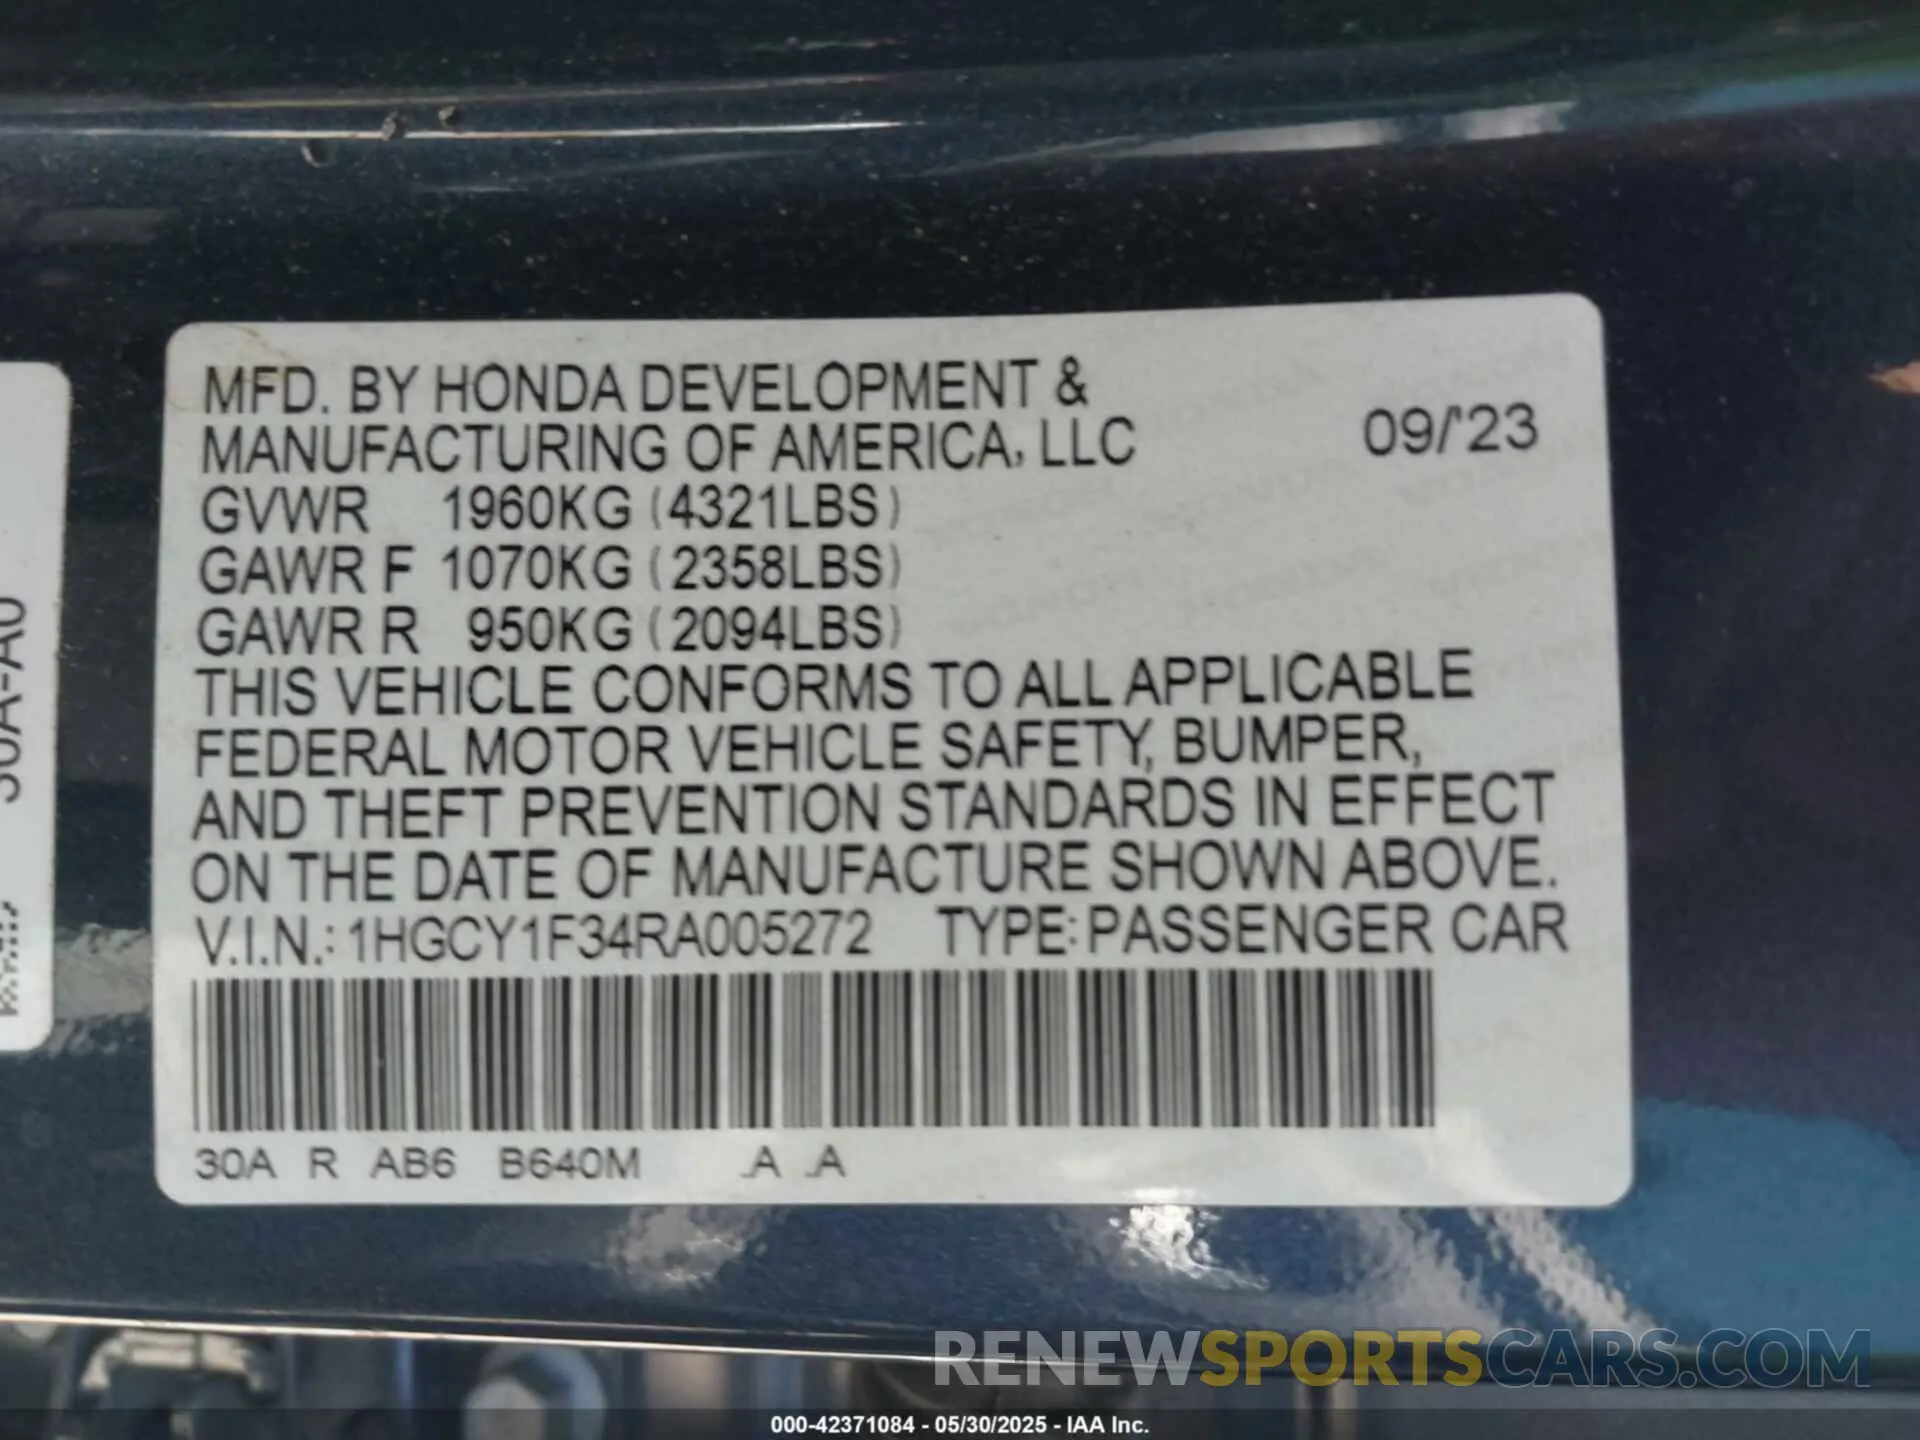 MFD. BY HONDA DEVELOPMENT &
MANUFACTURING OF AMERICA, LLC 09/'23
GVWR 1960KG (4321LBS)
GAWR F 1070KG (2358LBS)
GAWR R 950KG (2094LBS)
THIS VEHICLE CONFORMS TO ALL APPLICABLE
FEDERAL MOTOR VEHICLE SAFETY, BUMPER,
AND THEFT PREVENTION STANDARDS IN EFFECT
ON THE DATE OF MANUFACTURE SHOWN ABOVE.
V.I.N.: 1HGCY1F34RA005272 TYPE: PASSENGER CAR
30A R AB6 B640M .A .A
30A-A0
RENEWSPORTSCARS.COM
000-42371084 - 05/30/2025 - IAA Inc.